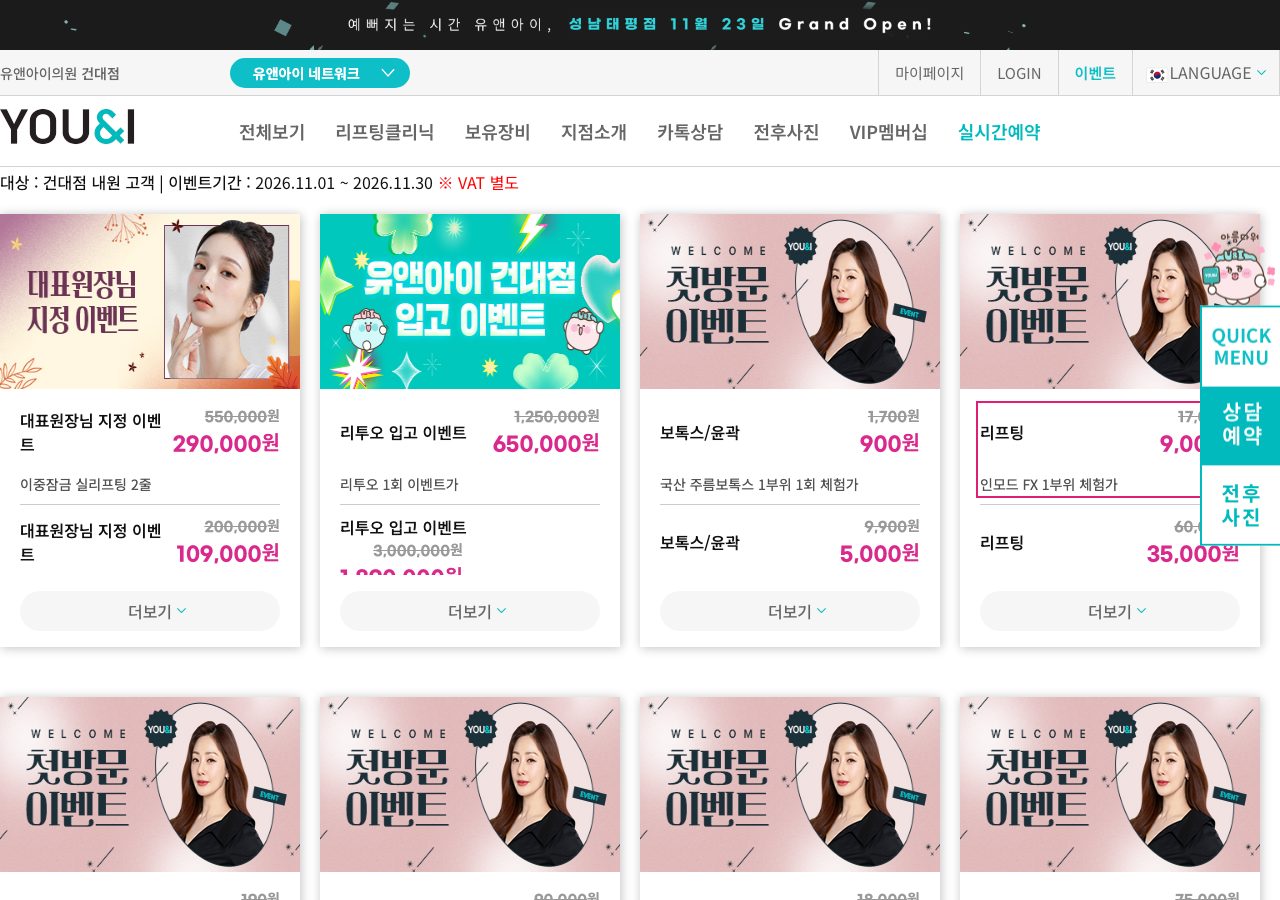 예뻐지는 시간 유앤아이, 성남태평점 11월 23일 Grand Open!
유앤아이의원 건대점
유앤아이 네트워크
마이페이지
LOGIN
이벤트
LANGUAGE
YOU&I
전체보기
리프팅클리닉
보유장비
지점소개
카톡상담
전후사진
VIP멤버십
실시간예약
대상 : 건대점 내원 고객 | 이벤트기간 : 2026.11.01 ~ 2026.11.30 ※ VAT 별도
대표원장님
지정 이벤트
유앤아이 건대점
입고 이벤트
WELCOME
YOU&I
첫방문
이벤트
EVENT
WELCOME
YOU&I
첫방문
이벤트
아름다워
QUICK
MENU
상담
예약
전후
사진
대표원장님 지정 이벤
트
550,000원
290,000원
이중잠금 실리프팅 2줄
대표원장님 지정 이벤
트
200,000원
109,000원
더보기
리투오 입고 이벤트
1,250,000원
650,000원
리투오 1회 이벤트가
리투오 입고 이벤트
3,000,000원
더보기
보톡스/윤곽
1,700원
900원
국산 주름보톡스 1부위 1회 체험가
보톡스/윤곽
9,900원
5,000원
더보기
리프팅
인모드 FX 1부위 체험가
리프팅
35,000원
더보기
WELCOME
YOU&I
첫방문
이벤트
EVENT
WELCOME
YOU&I
첫방문
이벤트
EVENT
WELCOME
YOU&I
첫방문
이벤트
EVENT
WELCOME
YOU&I
첫방문
이벤트
EVENT
90,000원
18,000원
75,000원